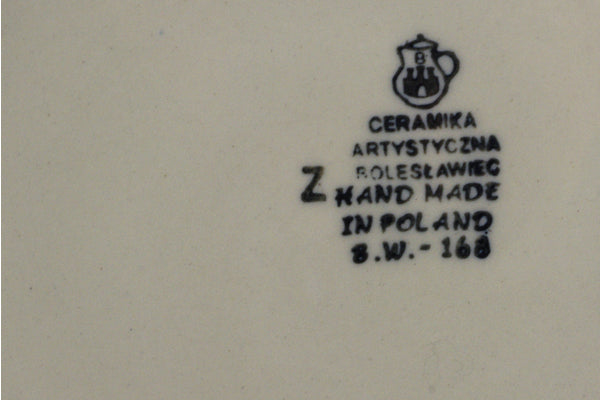 B
CERAMIKA
ARTYSTYCZNA
BOLESŁAWIEC
Z HAND MADE
IN POLAND
B.W.-168